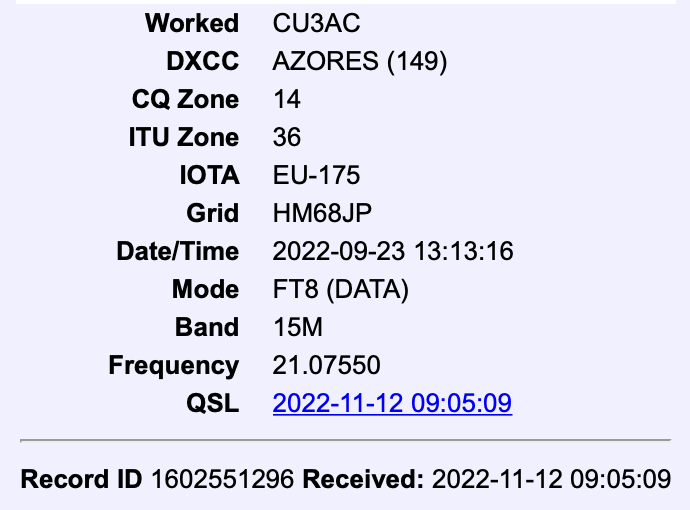 Worked CU3AC
DXCC AZORES (149)
CQ Zone 14
ITU Zone 36
IOTA EU-175
Grid HM68JP
Date/Time 2022-09-23 13:13:16
Mode FT8 (DATA)
Band 15M
Frequency 21.07550
QSL 2022-11-12 09:05:09
Record ID 1602551296 Received: 2022-11-12 09:05:09